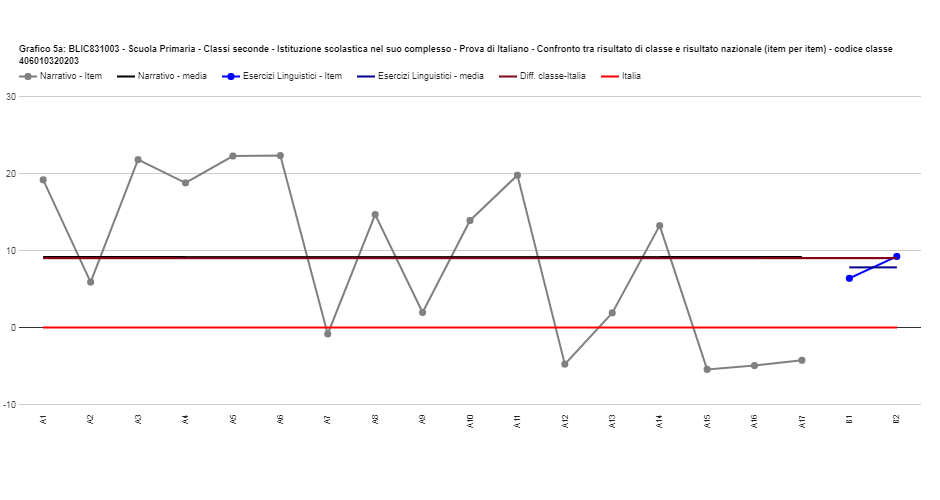 Grafico 5a: BLIC831003 - Scuola Primaria - Classi seconde - Istituzione scolastica nel suo complesso - Prova di Italiano - Confronto tra risultato di classe e risultato nazionale (item per item) - codice classe
406010320203
Narrativo - Item Narrativo - media Esercizi Linguistici - Item Esercizi Linguistici - media Diff. classe-Italia Italia
30
20
10
0
-10
A1 A2 A3 A4 A5 A6 A7 A8 A9 A10 A11 A12 A13 A14 A15 A16 A17 B1 B2